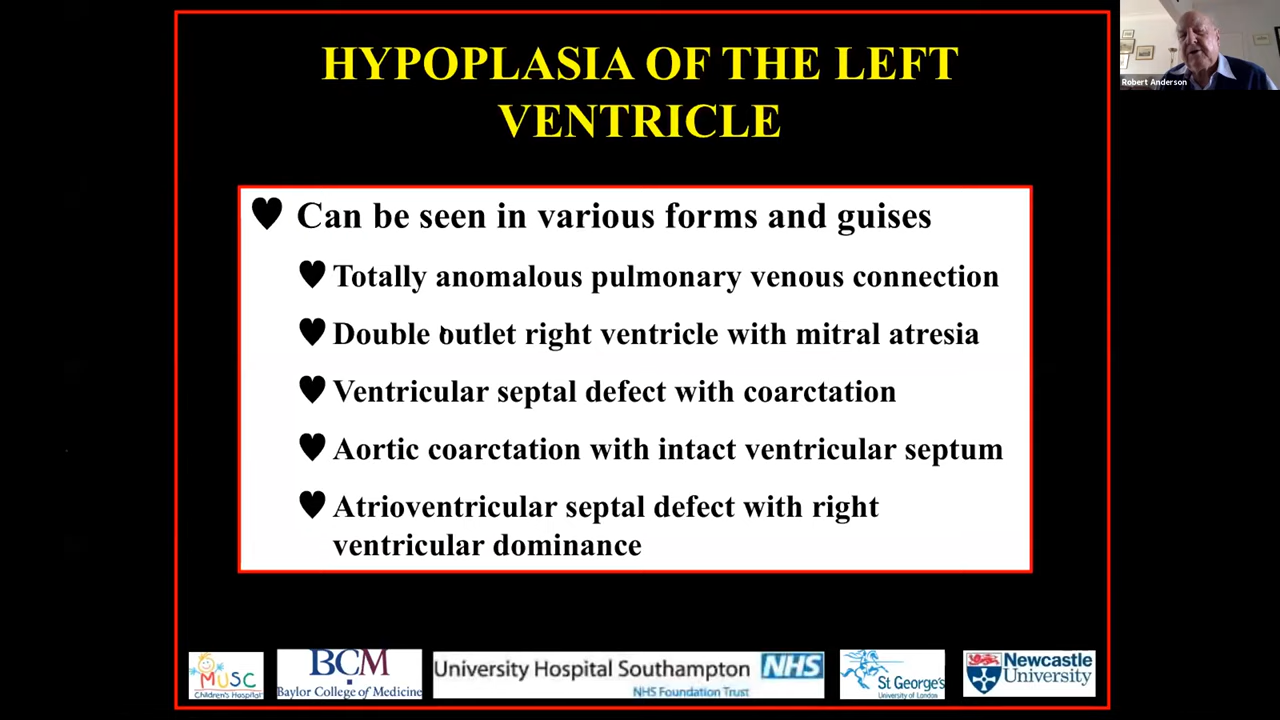 HYPOPLASIA OF THE LEFT
VENTRICLE
Can be seen in various forms and guises
Totally anomalous pulmonary venous connection
Double outlet right ventricle with mitral atresia
Ventricular septal defect with coarctation
Aortic coarctation with intact ventricular septum
Atrioventricular septal defect with right
ventricular dominance
Robert Anderson
MUSC
Children's Hospital
BCM
Baylor College of Medicine
University Hospital Southampton NHS
NHS Foundation Trust
St George's
University of London
Newcastle
University